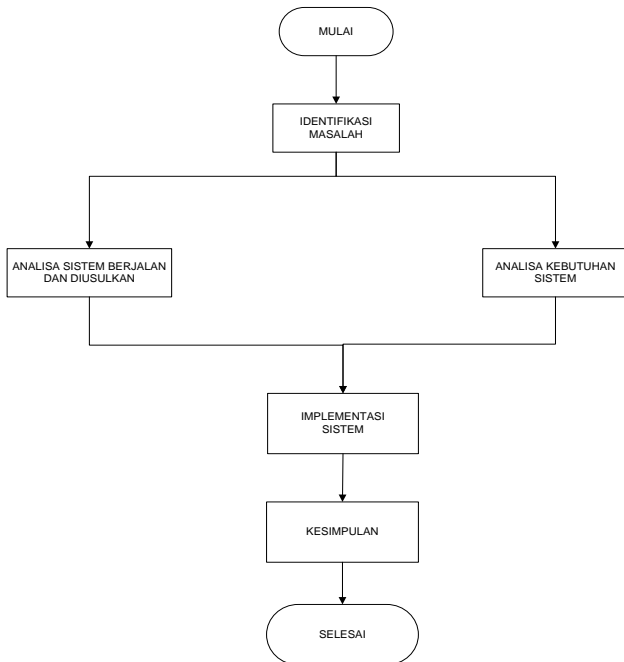 MULAI
IDENTIFIKASI
MASALAH
ANALISA SISTEM BERJALAN
DAN DIUSULKAN
ANALISA KEBUTUHAN
SISTEM
IMPLEMENTASI
SISTEM
KESIMPULAN
SELESAI